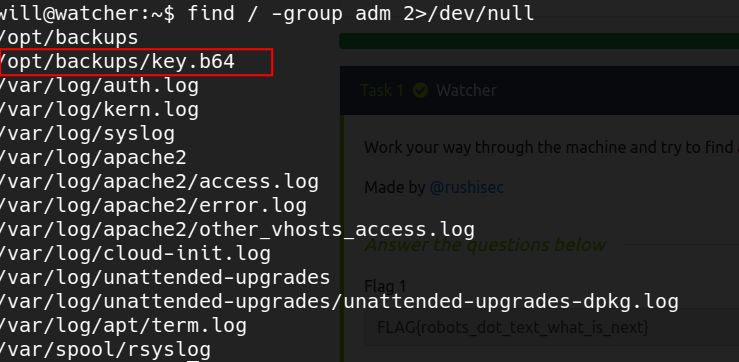 will@watcher:~$ find / -group adm 2>/dev/null
/opt/backups
/opt/backups/key.b64
/var/log/auth.log
/var/log/kern.log
/var/log/syslog
/var/log/apache2
/var/log/apache2/access.log
/var/log/apache2/error.log
/var/log/apache2/other_vhosts_access.log
/var/log/cloud-init.log
/var/log/unattended-upgrades
/var/log/unattended-upgrades/unattended-upgrades-dpkg.log
/var/log/apt/term.log
/var/spool/rsyslog
Task 1 Watcher
Work your way through the machine and try to find
Made by @rushisec
Answer the questions below
Flag 1
FLAG{robots_dot_text_what_is_next}